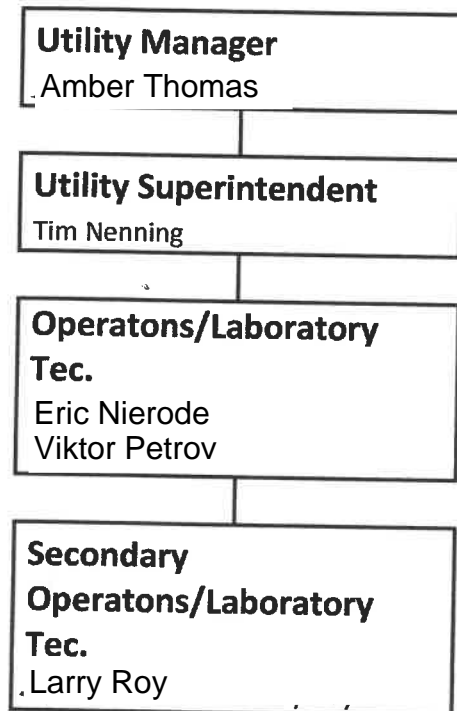 Utility Manager
Amber Thomas
Utility Superintendent
Tim Nenning
Operatons/Laboratory
Tec.
Eric Nierode
Viktor Petrov
Secondary
Operatons/Laboratory
Tec.
Larry Roy